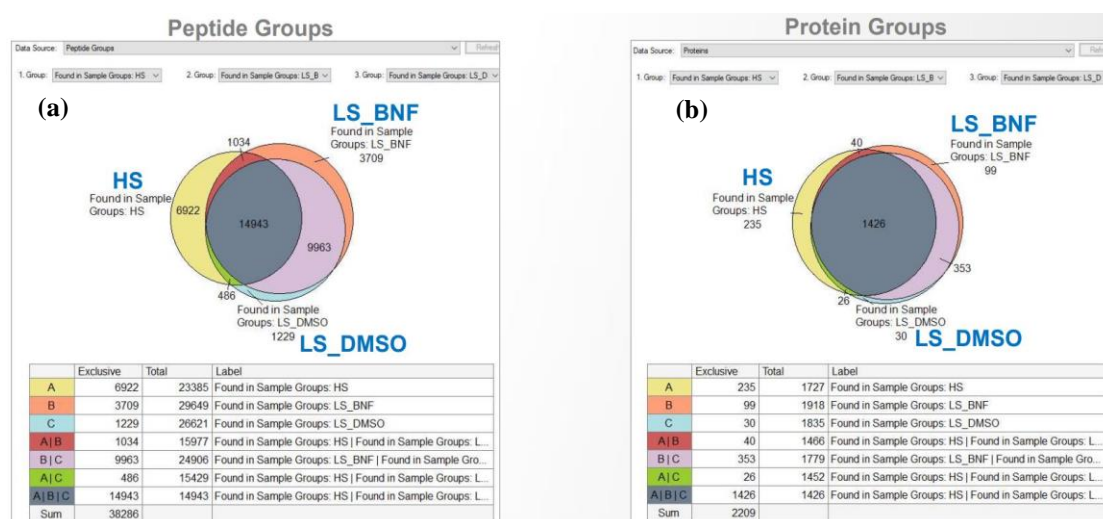 Peptide Groups
Data Source: Peptide Groups Refresh
1. Group: Found in Sample Groups: HS 2. Group: Found in Sample Groups: LS_B 3. Group: Found in Sample Groups: LS_D
(a)
LS_BNF
Found in Sample
Groups: LS_BNF
3709
1034
HS
Found in Sample
Groups: HS
6922
14943
9963
486
Found in Sample
Groups: LS_DMSO
1229
LS_DMSO
Exclusive Total Label
A 6922 23385 Found in Sample Groups: HS
B 3709 29649 Found in Sample Groups: LS_BNF
C 1229 26621 Found in Sample Groups: LS_DMSO
A|B 1034 15977 Found in Sample Groups: HS | Found in Sample Groups: L...
B|C 9963 24906 Found in Sample Groups: LS_BNF | Found in Sample Gro...
A|C 486 15429 Found in Sample Groups: HS | Found in Sample Groups: L...
A|B|C 14943 14943 Found in Sample Groups: HS | Found in Sample Groups: L...
Sum 38286
Protein Groups
Data Source: Proteins Refr
1. Group: Found in Sample Groups: HS 2. Group: Found in Sample Groups: LS_B 3. Group: Found in Sample Groups: LS_D
(b)
LS_BNF
Found in Sample
Groups: LS_BNF
99
40
HS
Found in Sample
Groups: HS
235
1426
353
26
Found in Sample
Groups: LS_DMSO
30
LS_DMSO
Exclusive Total Label
A 235 1727 Found in Sample Groups: HS
B 99 1918 Found in Sample Groups: LS_BNF
C 30 1835 Found in Sample Groups: LS_DMSO
A|B 40 1466 Found in Sample Groups: HS | Found in Sample Groups: L...
B|C 353 1779 Found in Sample Groups: LS_BNF | Found in Sample Gro...
A|C 26 1452 Found in Sample Groups: HS | Found in Sample Groups: L...
A|B|C 1426 1426 Found in Sample Groups: HS | Found in Sample Groups: L...
Sum 2209